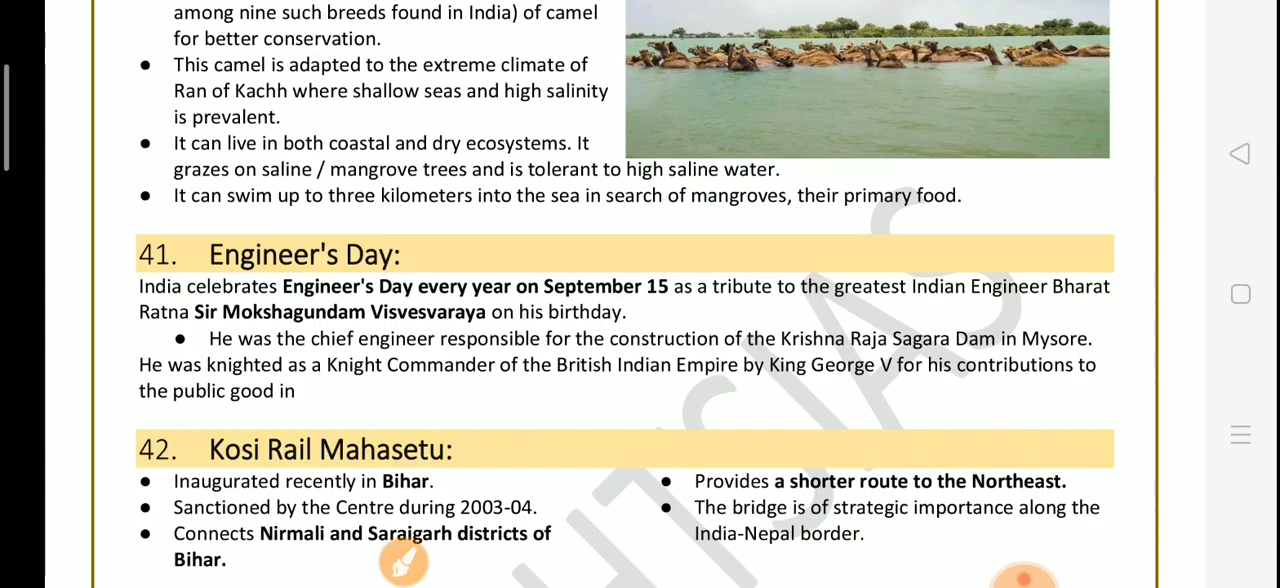 among nine such breeds found in India) of camel
for better conservation.
● This camel is adapted to the extreme climate of
Ran of Kachh where shallow seas and high salinity
is prevalent.
● It can live in both coastal and dry ecosystems. It
grazes on saline / mangrove trees and is tolerant to high saline water.
● It can swim up to three kilometers into the sea in search of mangroves, their primary food.
41. Engineer's Day:
India celebrates Engineer's Day every year on September 15 as a tribute to the greatest Indian Engineer Bharat
Ratna Sir Mokshagundam Visvesvaraya on his birthday.
● He was the chief engineer responsible for the construction of the Krishna Raja Sagara Dam in Mysore.
He was knighted as a Knight Commander of the British Indian Empire by King George V for his contributions to
the public good in
42. Kosi Rail Mahasetu:
● Inaugurated recently in Bihar.
● Sanctioned by the Centre during 2003-04.
● Connects Nirmali and Saraigarh districts of
Bihar.
● Provides a shorter route to the Northeast.
● The bridge is of strategic importance along the
India-Nepal border.